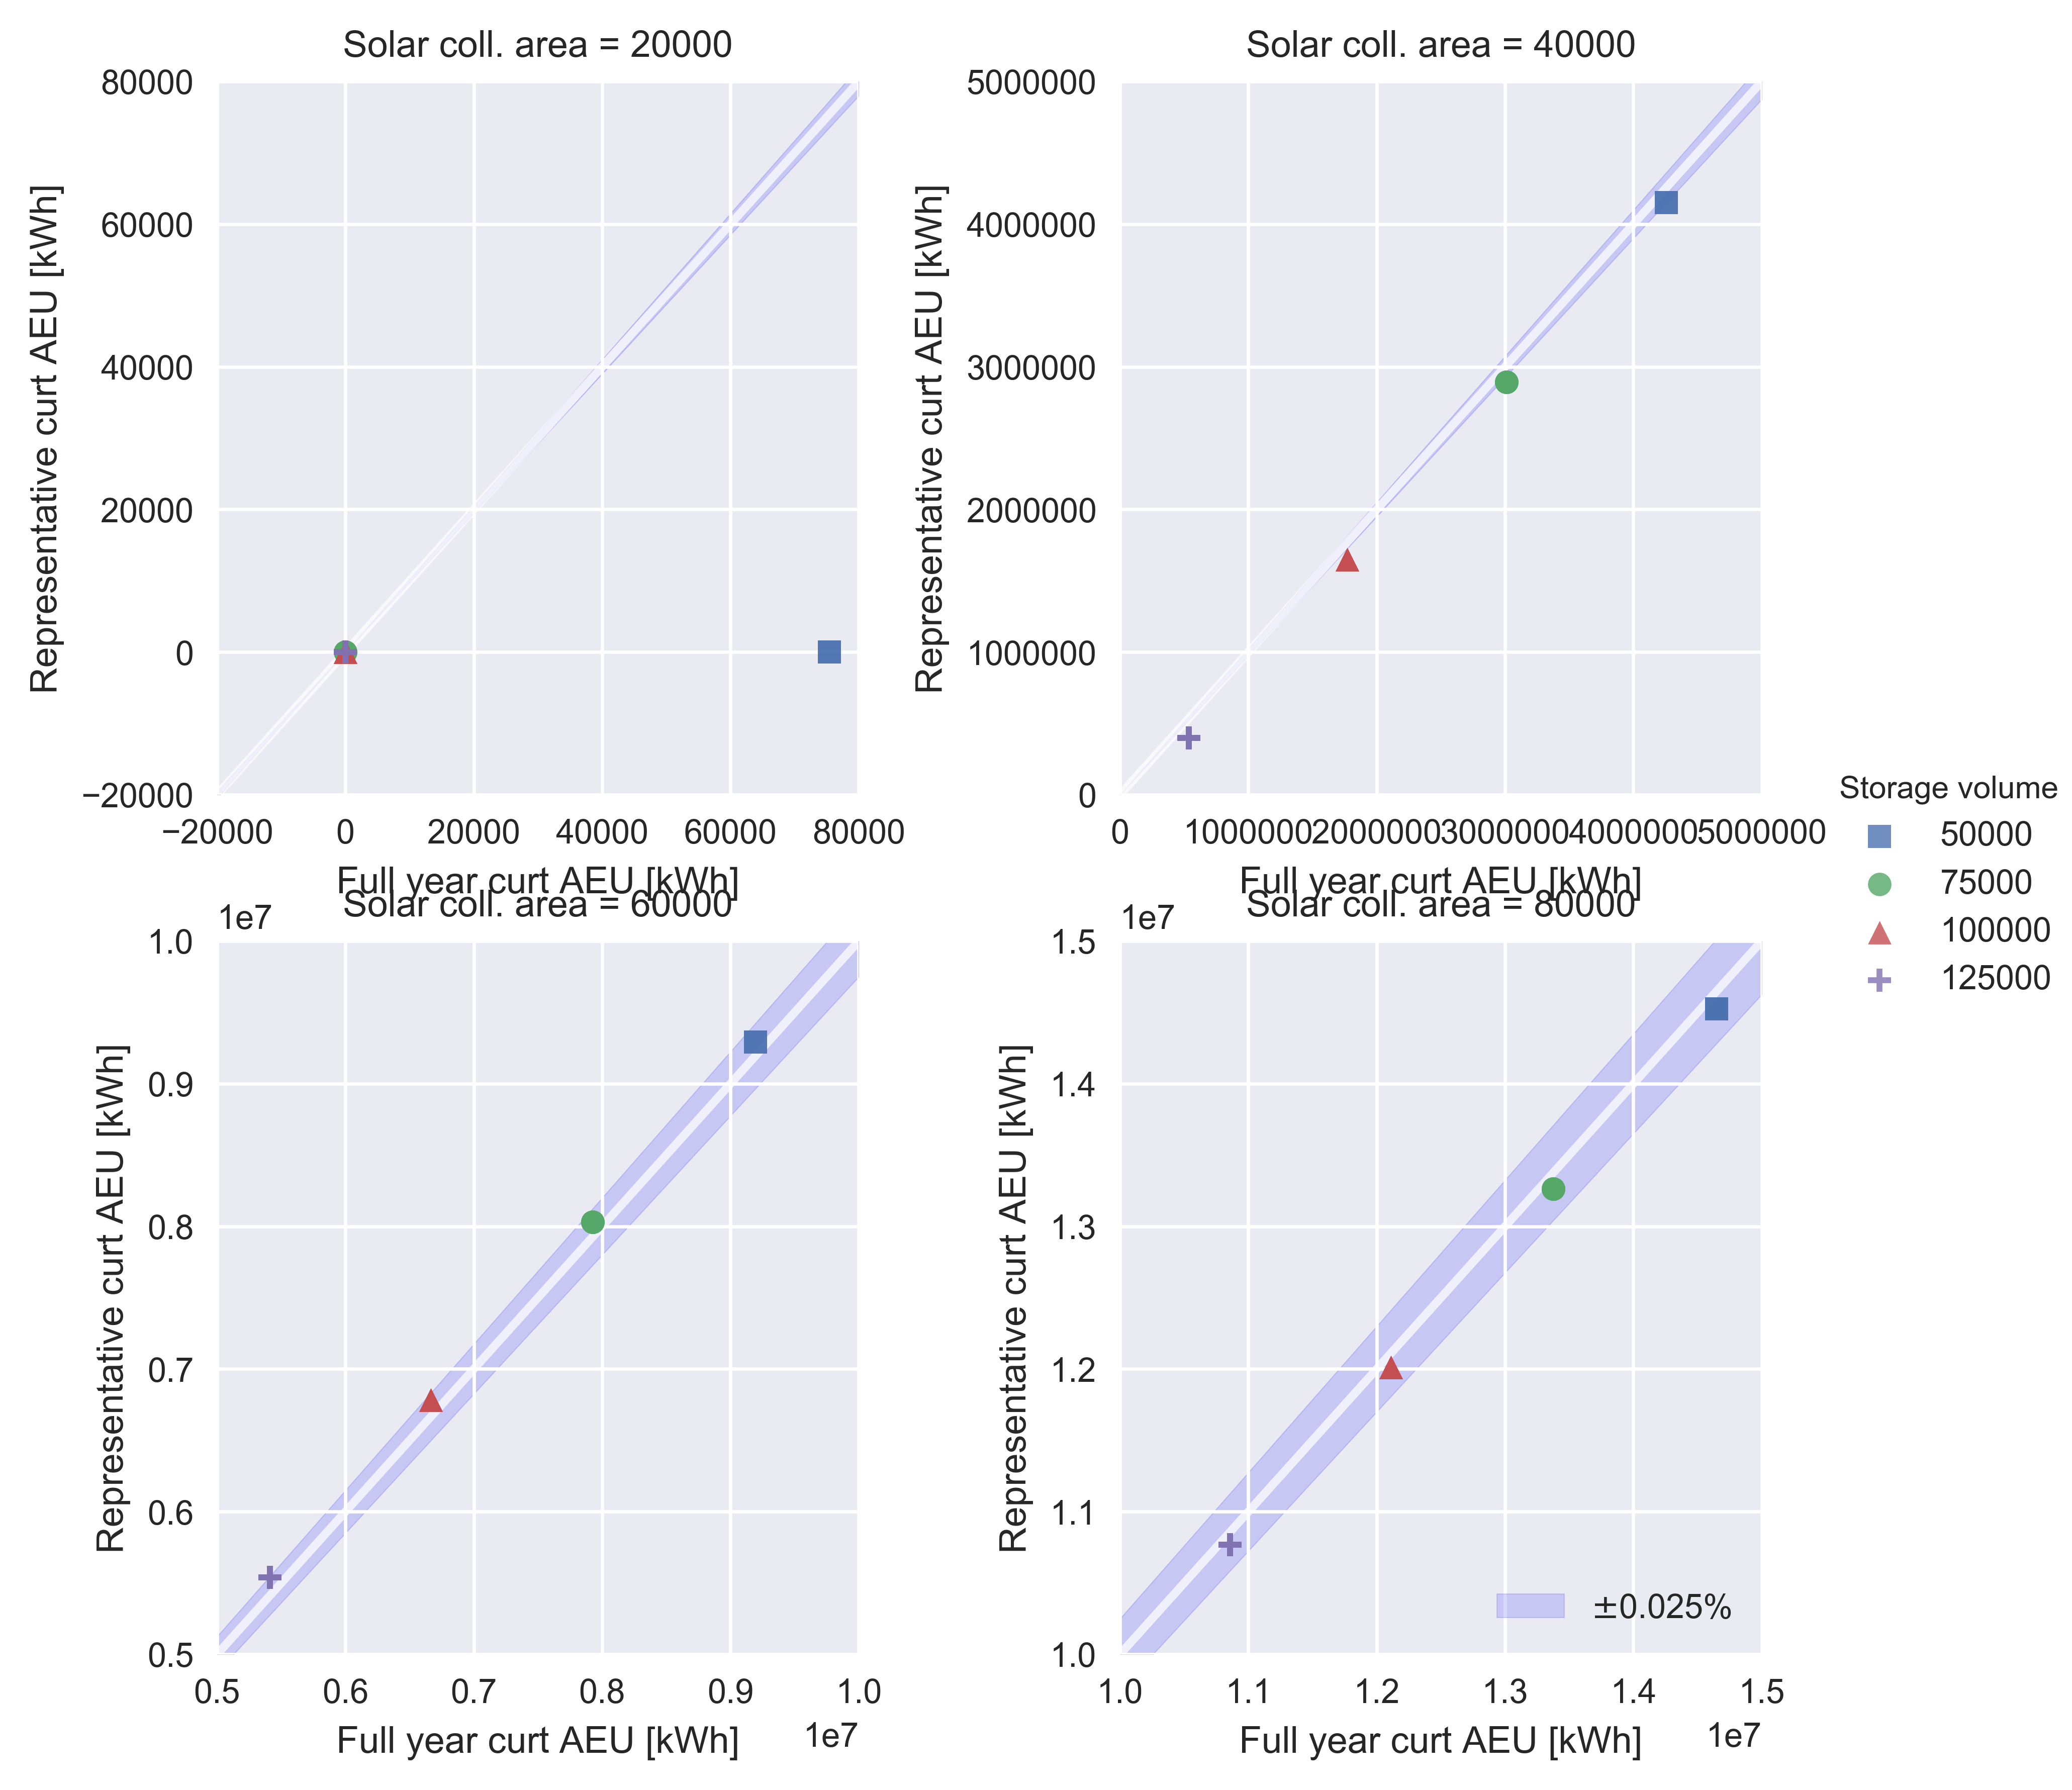 Solar coll. area = 20000
80000
60000
40000
20000
0
−20000
Representative curt AEU [kWh]
−20000 0 20000 40000 60000 80000
Full year curt AEU [kWh]
Solar coll. area = 40000
5000000
4000000
3000000
2000000
1000000
0
Representative curt AEU [kWh]
0 1000000 2000000 3000000 4000000 5000000
Full year curt AEU [kWh]
Storage volume
50000
75000
100000
125000
Solar coll. area = 60000
1e7
1.0
0.9
0.8
0.7
0.6
0.5
Representative curt AEU [kWh]
0.5 0.6 0.7 0.8 0.9 1.0
1e7
Full year curt AEU [kWh]
Solar coll. area = 80000
1e7
1.5
1.4
1.3
1.2
1.1
1.0
Representative curt AEU [kWh]
±0.025%
1.0 1.1 1.2 1.3 1.4 1.5
1e7
Full year curt AEU [kWh]